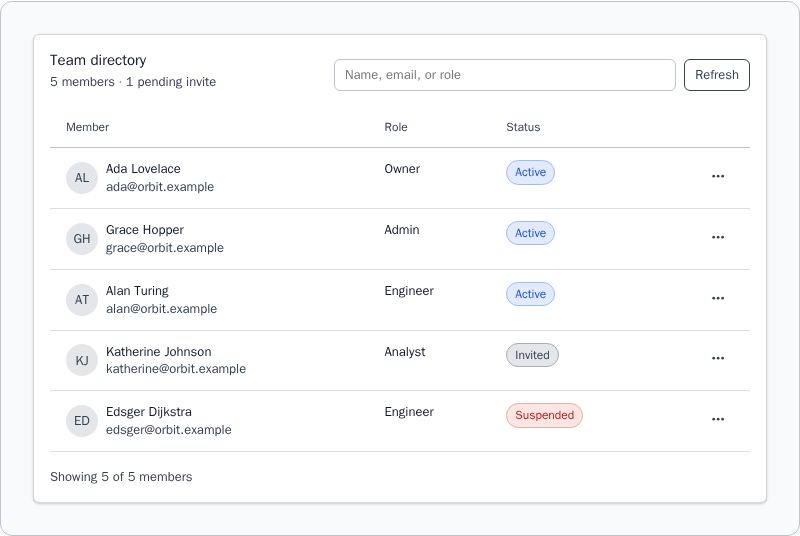 Team directory
5 members · 1 pending invite
Name, email, or role
Refresh
Member Role Status
AL Ada Lovelace Owner Active
ada@orbit.example
GH Grace Hopper Admin Active
grace@orbit.example
AT Alan Turing Engineer Active
alan@orbit.example
KJ Katherine Johnson Analyst Invited
katherine@orbit.example
ED Edsger Dijkstra Engineer Suspended
edsger@orbit.example
Showing 5 of 5 members